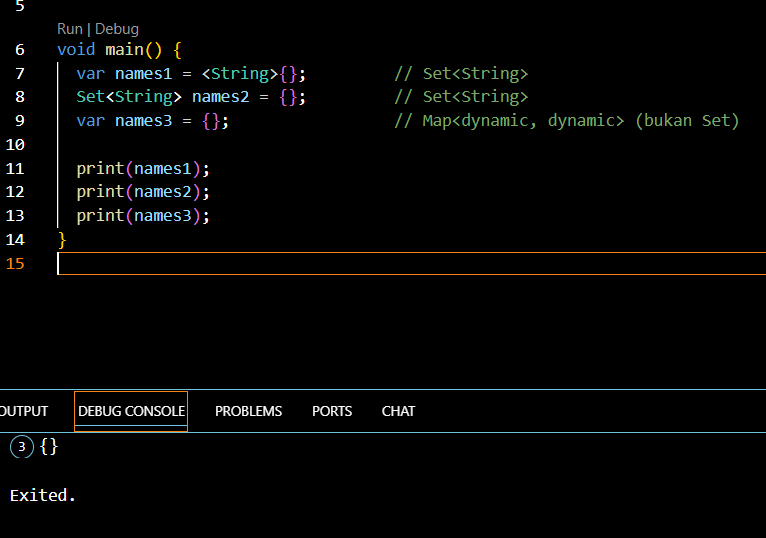 5
Run | Debug
6 void main() {
7 var names1 = <String>{}; // Set<String>
8 Set<String> names2 = {}; // Set<String>
9 var names3 = {}; // Map<dynamic, dynamic> (bukan Set)
10
11 print(names1);
12 print(names2);
13 print(names3);
14 }
15
OUTPUT DEBUG CONSOLE PROBLEMS PORTS CHAT
3 {}
Exited.